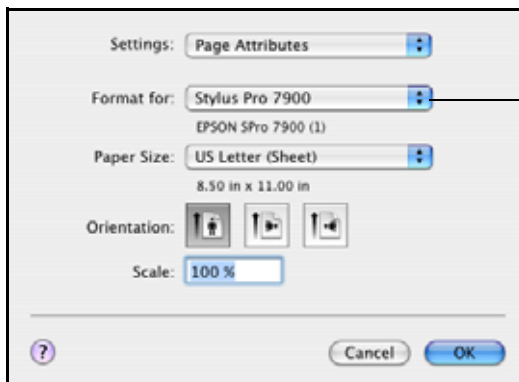 Settings: Page Attributes
Format for: Stylus Pro 7900
EPSON SPro 7900 (1)
Paper Size: US Letter (Sheet)
8.50 in x 11.00 in
Orientation:
Scale: 100 %
? Cancel OK